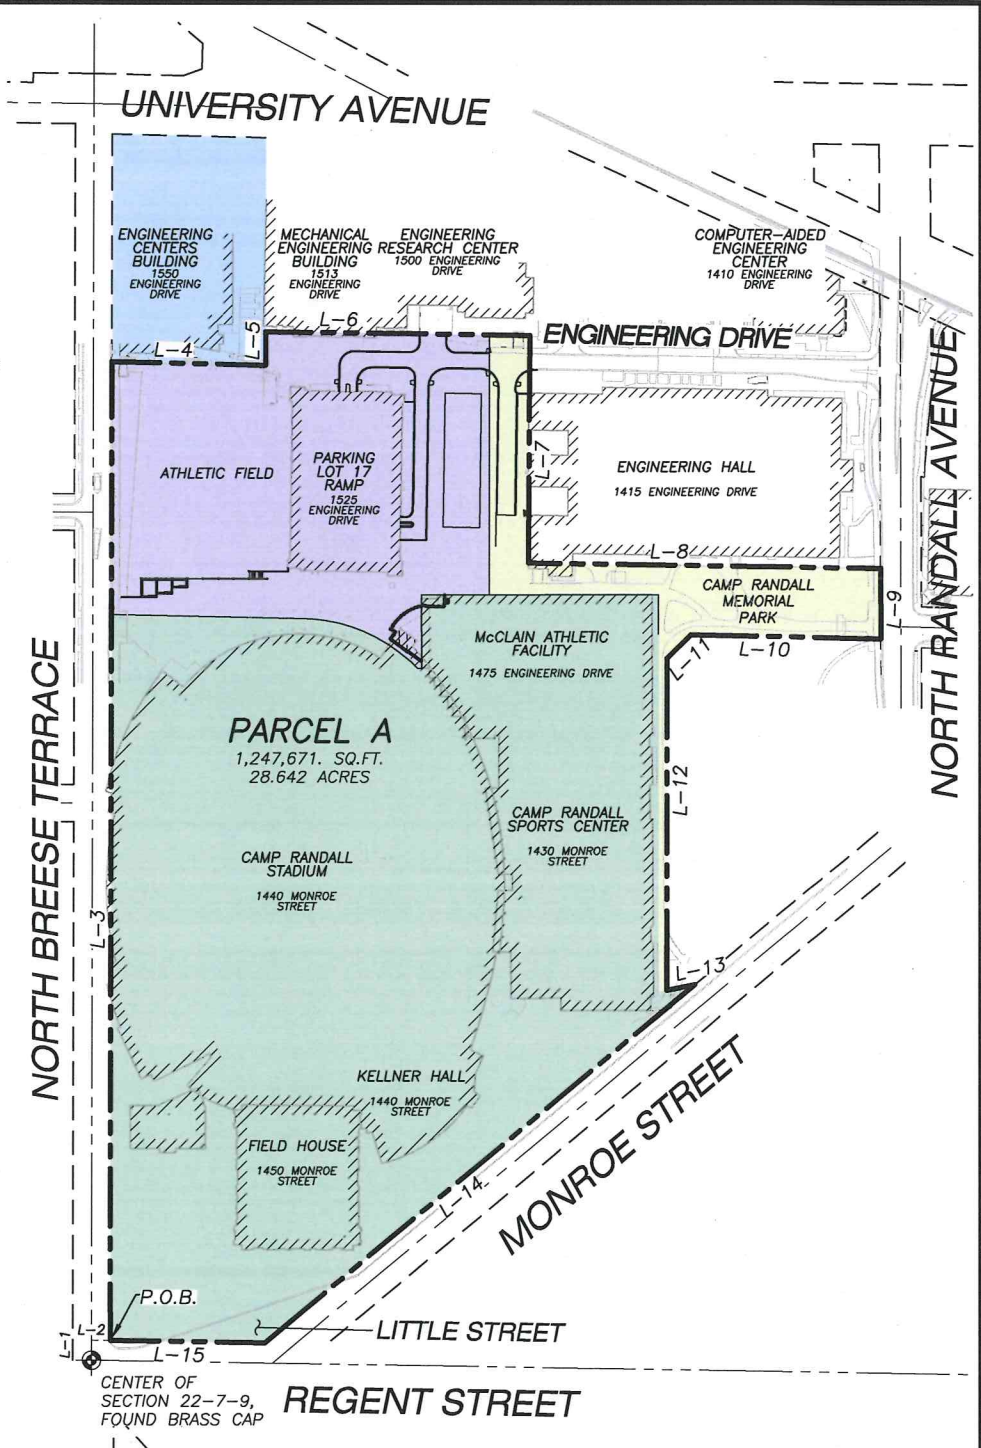 UNIVERSITY AVENUE
ENGINEERING
CENTERS
BUILDING
1550
ENGINEERING
DRIVE
MECHANICAL
ENGINEERING
BUILDING
1513
ENGINEERING
DRIVE
ENGINEERING
RESEARCH CENTER
1500 ENGINEERING
DRIVE
COMPUTER-AIDED
ENGINEERING
CENTER
1410 ENGINEERING
DRIVE
L-4
L-5
L-6
ENGINEERING DRIVE
NORTH RANDALL AVENUE
ATHLETIC FIELD
PARKING
LOT 17
RAMP
1525
ENGINEERING
DRIVE
L-7
ENGINEERING HALL
1415 ENGINEERING DRIVE
L-8
CAMP RANDALL
MEMORIAL
PARK
L-9
L-10
L-11
McCLAIN ATHLETIC
FACILITY
1475 ENGINEERING DRIVE
NORTH BREESE TERRACE
PARCEL A
1,247,671. SQ.FT.
28.642 ACRES
L-12
CAMP RANDALL
SPORTS CENTER
1430 MONROE
STREET
CAMP RANDALL
STADIUM
1440 MONROE
STREET
L-3
L-13
KELLNER HALL
1440 MONROE
STREET
FIELD HOUSE
1450 MONROE
STREET
L-14
MONROE STREET
P.O.B.
L-1
L-2
L-15
LITTLE STREET
CENTER OF
SECTION 22-7-9,
FOUND BRASS CAP
REGENT STREET